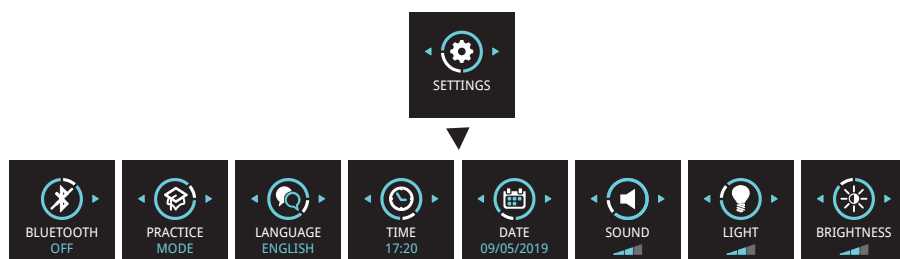 SETTINGS
BLUETOOTH
OFF
PRACTICE
MODE
LANGUAGE
ENGLISH
TIME
17:20
DATE
09/05/2019
SOUND
LIGHT
BRIGHTNESS